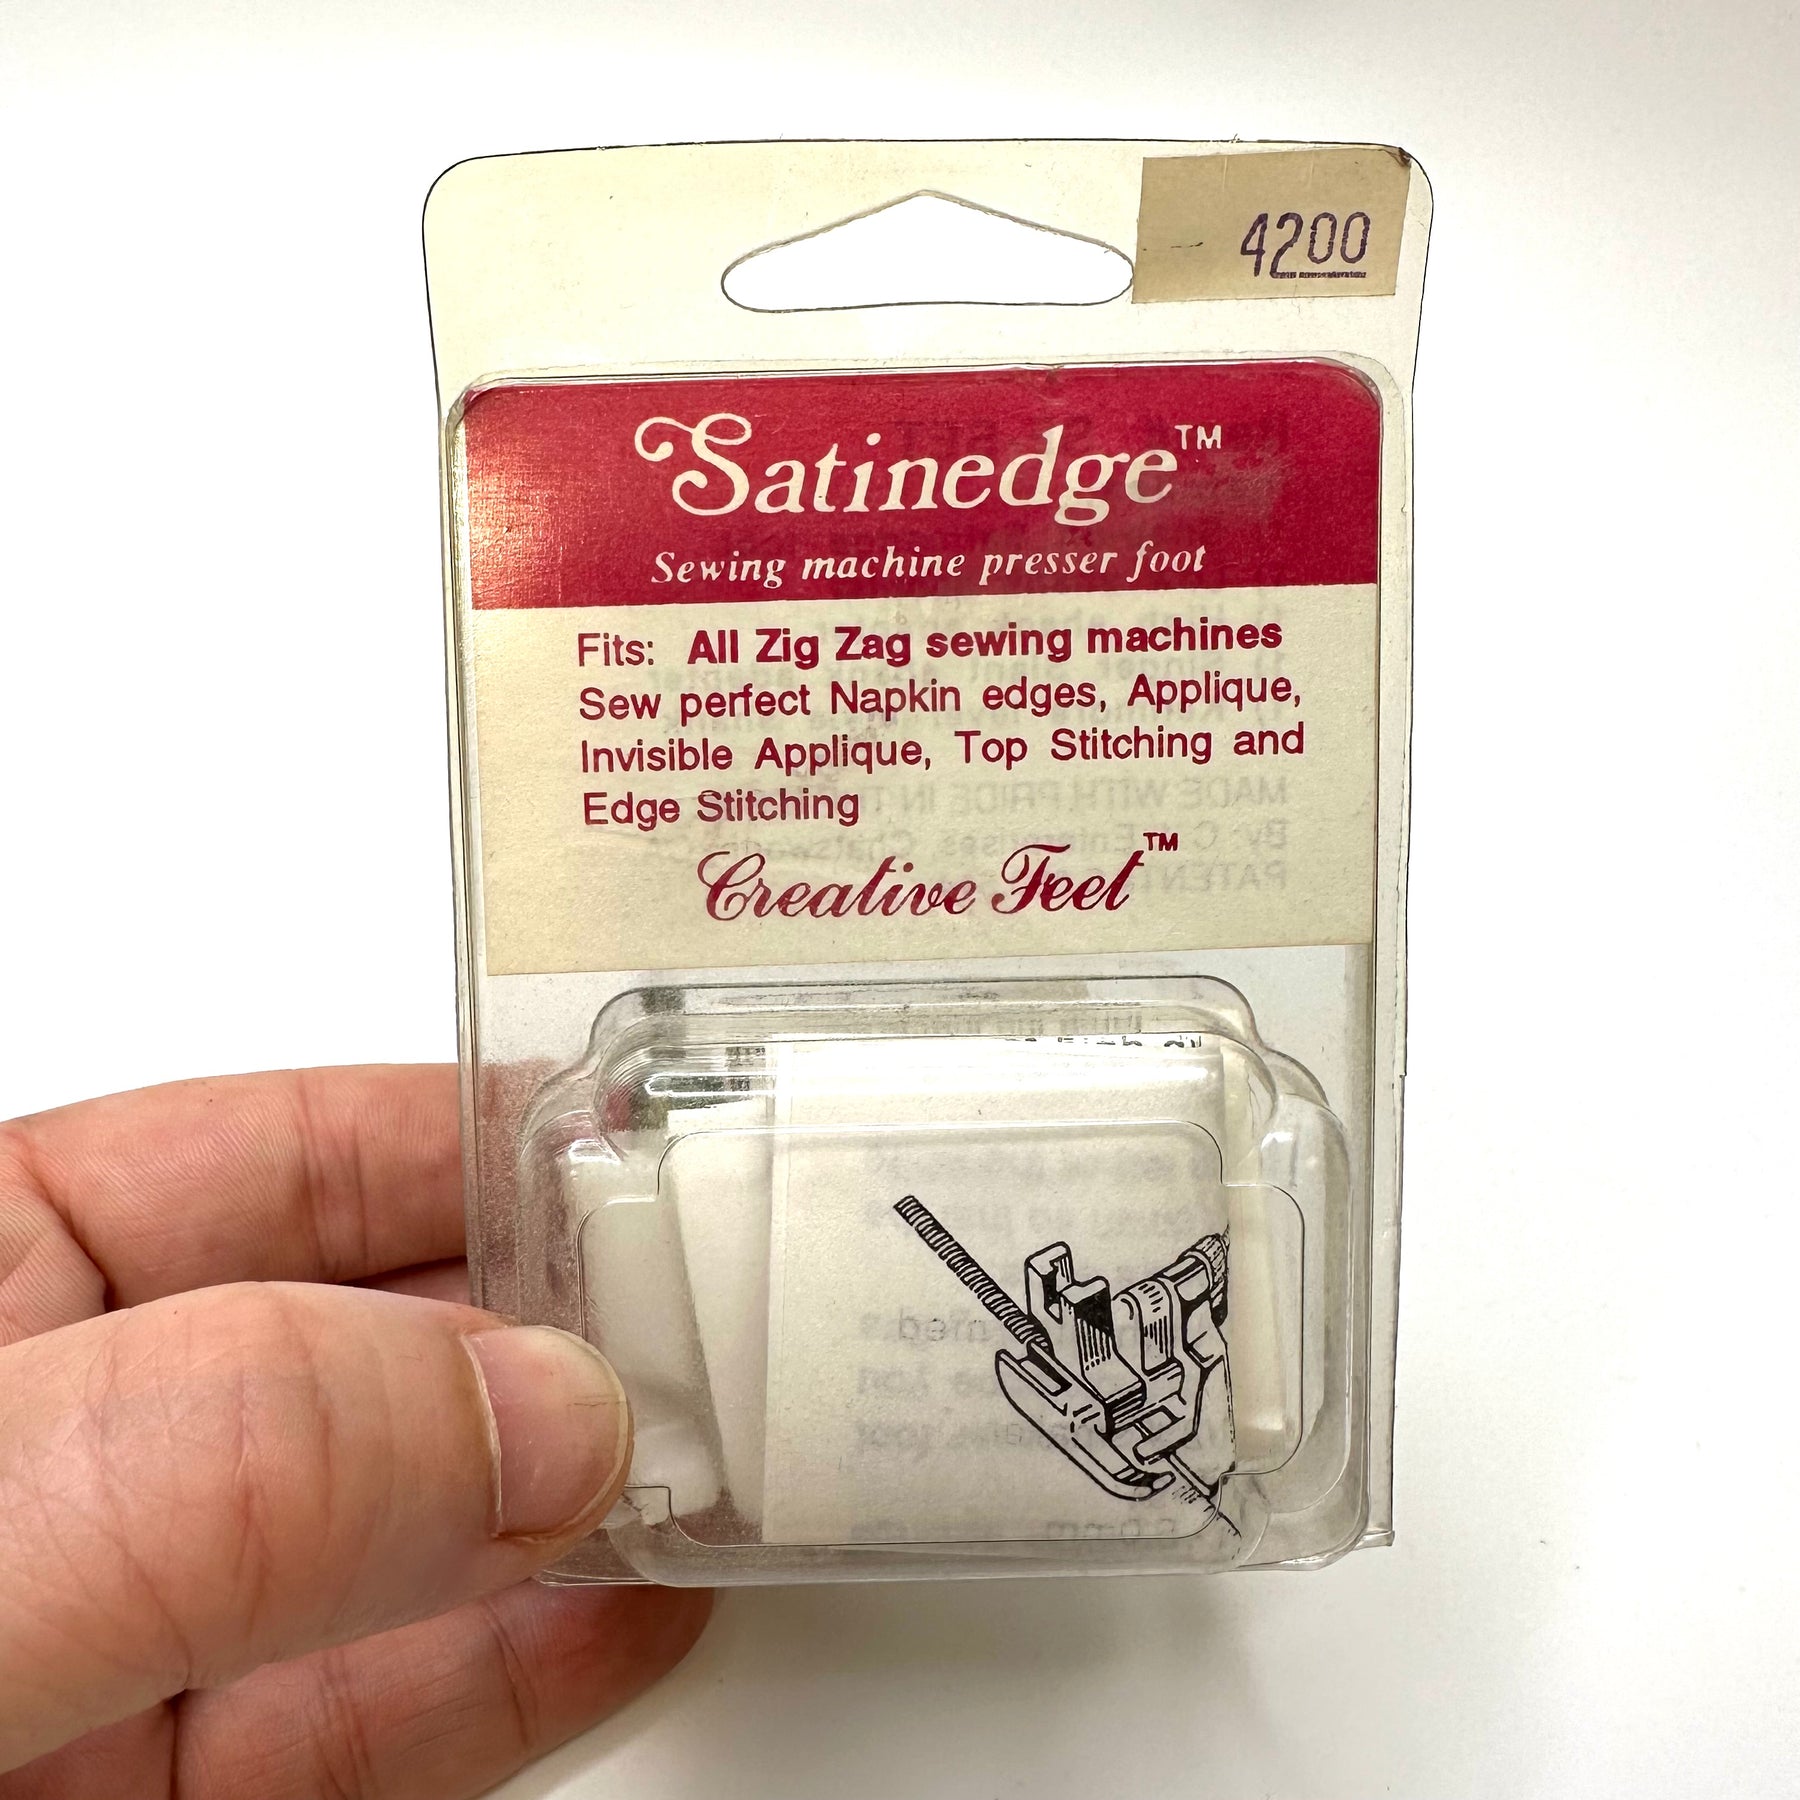 4200
Satinedge™
Sewing machine presser foot
Fits: All Zig Zag sewing machines
Sew perfect Napkin edges, Applique,
Invisible Applique, Top Stitching and
Edge Stitching
Creative Feet™